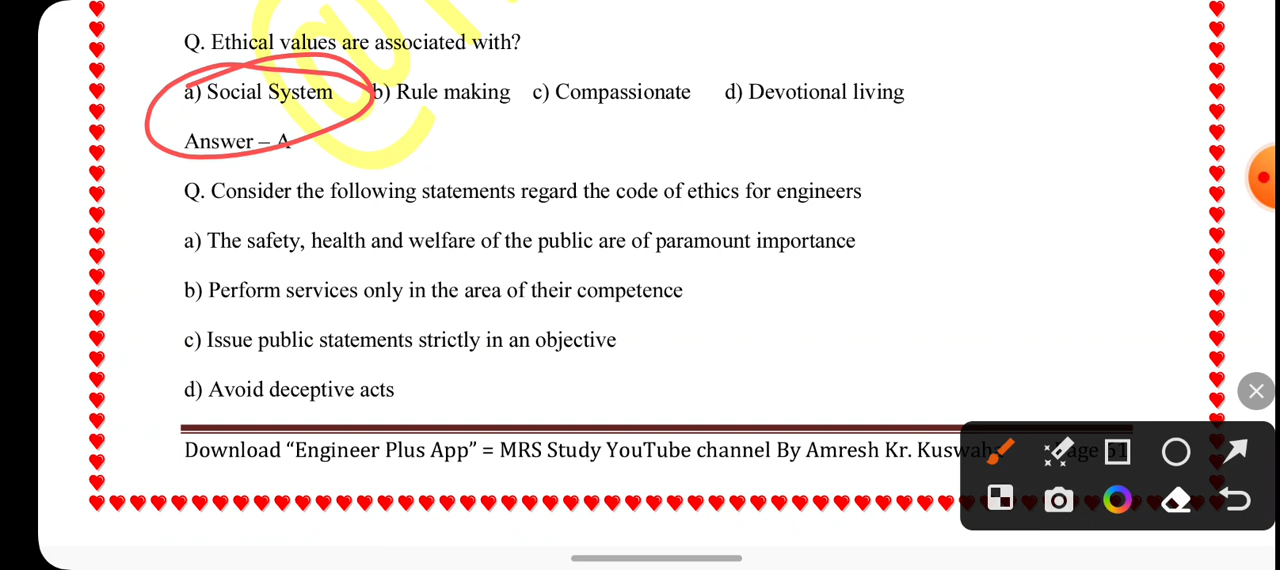 Q. Ethical values are associated with?
a) Social System b) Rule making c) Compassionate d) Devotional living
Answer – A
Q. Consider the following statements regard the code of ethics for engineers
a) The safety, health and welfare of the public are of paramount importance
b) Perform services only in the area of their competence
c) Issue public statements strictly in an objective
d) Avoid deceptive acts
Download “Engineer Plus App” = MRS Study YouTube channel By Amresh Kr.